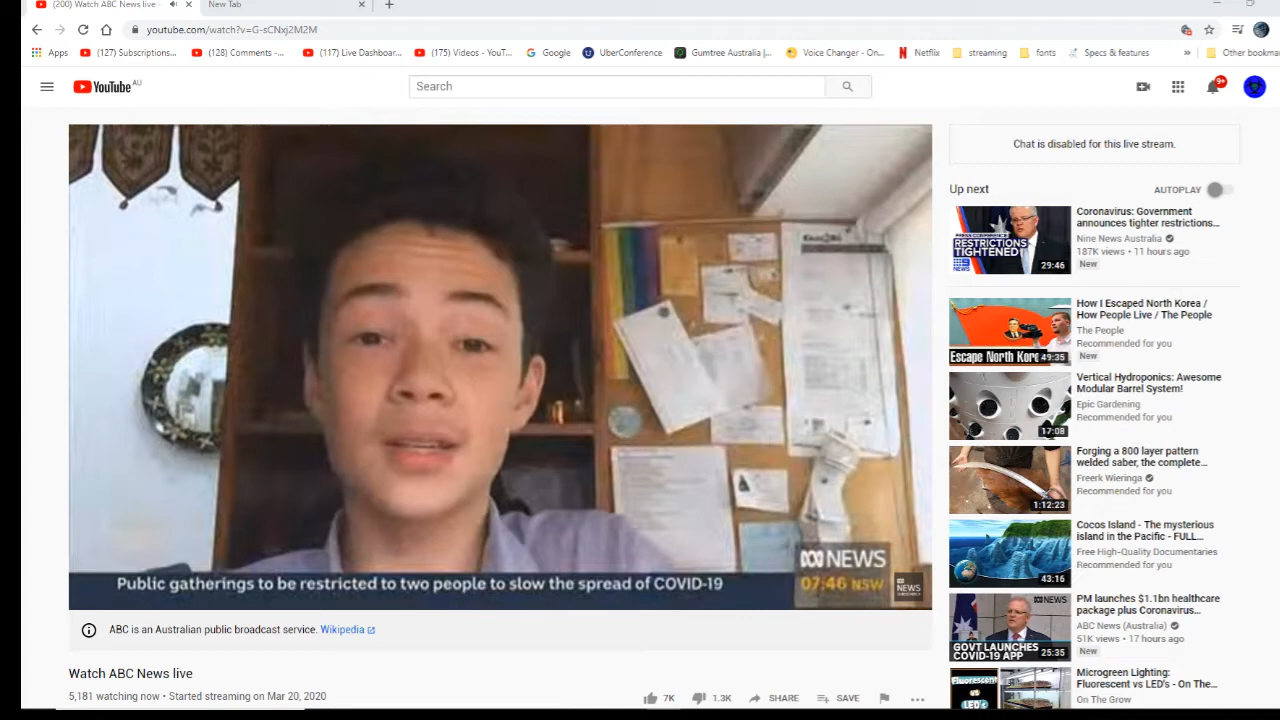 (200) Watch ABC News live -
New Tab
youtube.com/watch?v=G-sCNxj2M2M
Apps
(127) Subscriptions...
(128) Comments -...
(117) Live Dashboar...
(175) Videos - YouT...
Google
UberConference
Gumtree Australia |...
Voice Changer - On...
Netflix
streaming
fonts
Specs & features
»
Other bookma
YouTube AU
Search
9+
Chat is disabled for this live stream.
Up next
AUTOPLAY
PRESS CONFERENCE
RESTRICTIONS
TIGHTENED
NEWS
29:46
Coronavirus: Government
announces tighter restrictions...
Nine News Australia
187K views • 11 hours ago
New
Escape North Kore
49:35
How I Escaped North Korea /
How People Live / The People
The People
Recommended for you
New
17:08
Vertical Hydroponics: Awesome
Modular Barrel System!
Epic Gardening
Recommended for you
1:12:23
Forging a 800 layer pattern
welded saber, the complete...
Freerk Wieringa
Recommended for you
43:16
Cocos Island - The mysterious
island in the Pacific - FULL...
Free High-Quality Documentaries
Recommended for you
NEWS
GOVT LAUNCHES
COVID-19 APP
25:35
PM launches $1.1bn healthcare
package plus Coronavirus...
ABC News (Australia)
51K views • 17 hours ago
New
Fluorescent
vs
LED's
Microgreen Lighting:
Fluorescent vs LED's - On The...
On The Grow
NEWS
07:46 NSW
NEWS
Public gatherings to be restricted to two people to slow the spread of COVID-19
ABC is an Australian public broadcast service. Wikipedia
Watch ABC News live
5,181 watching now • Started streaming on Mar 20, 2020
7K
1.3K
SHARE
SAVE